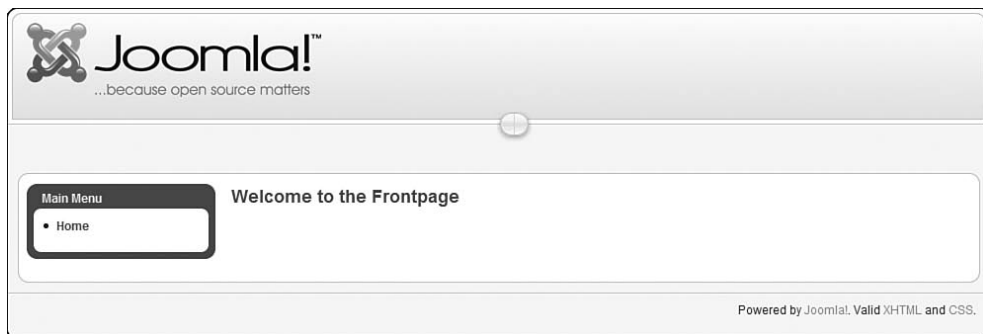 Joomla!™
...because open source matters
Main Menu
Welcome to the Frontpage
• Home
Powered by Joomla!. Valid XHTML and CSS.